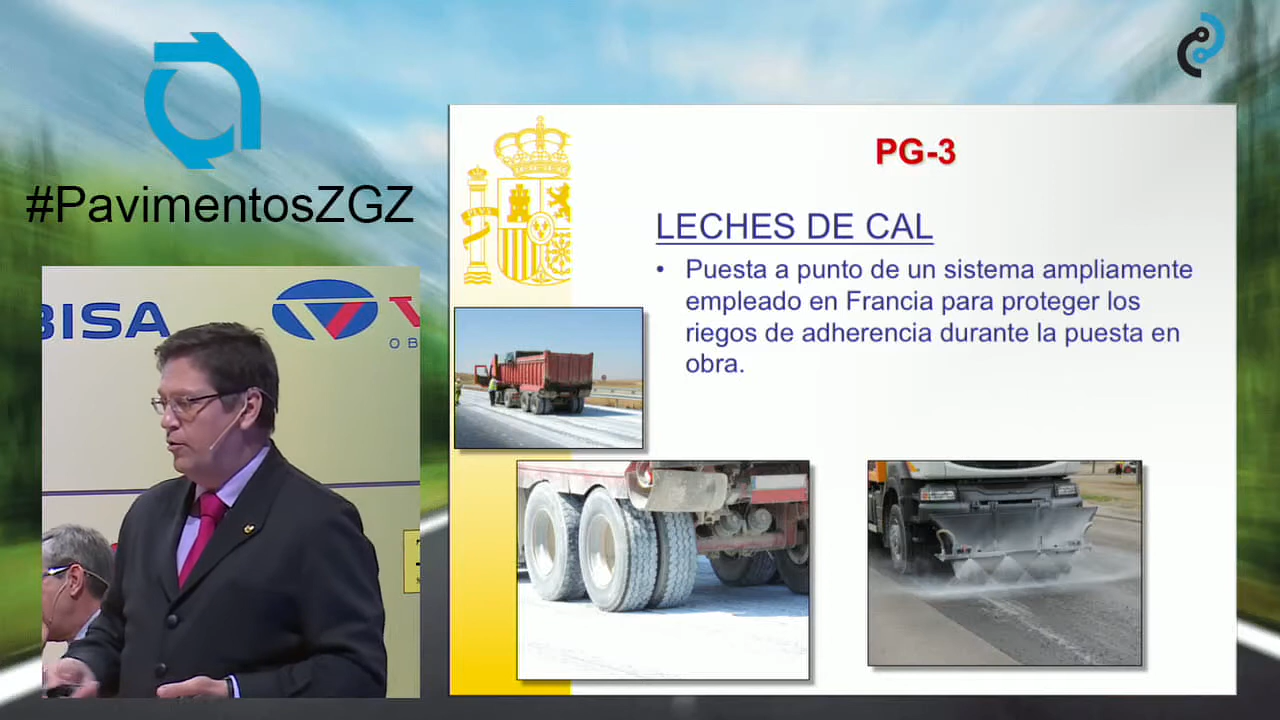 #PavimentosZGZ
BISA
V
O B
PG-3
LECHES DE CAL
• Puesta a punto de un sistema ampliamente
empleado en Francia para proteger los
riegos de adherencia durante la puesta en
obra.